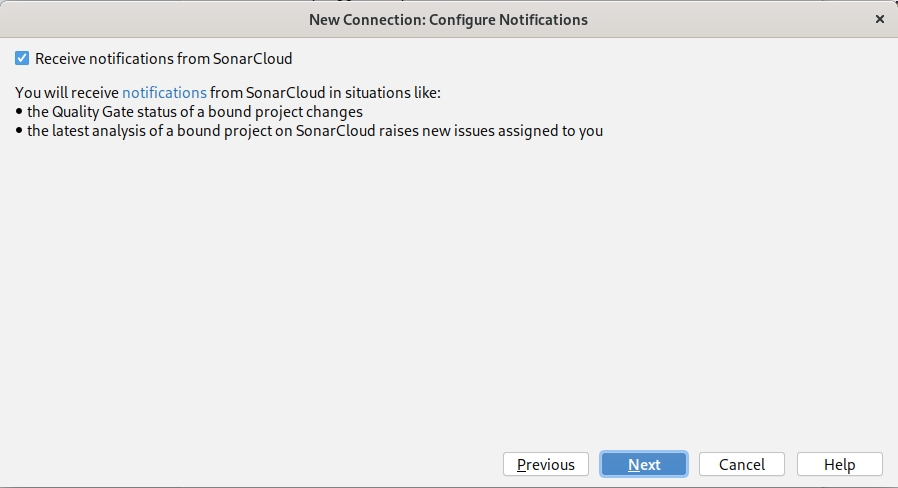 New Connection: Configure Notifications
Receive notifications from SonarCloud
You will receive notifications from SonarCloud in situations like:
• the Quality Gate status of a bound project changes
• the latest analysis of a bound project on SonarCloud raises new issues assigned to you
Previous Next Cancel Help